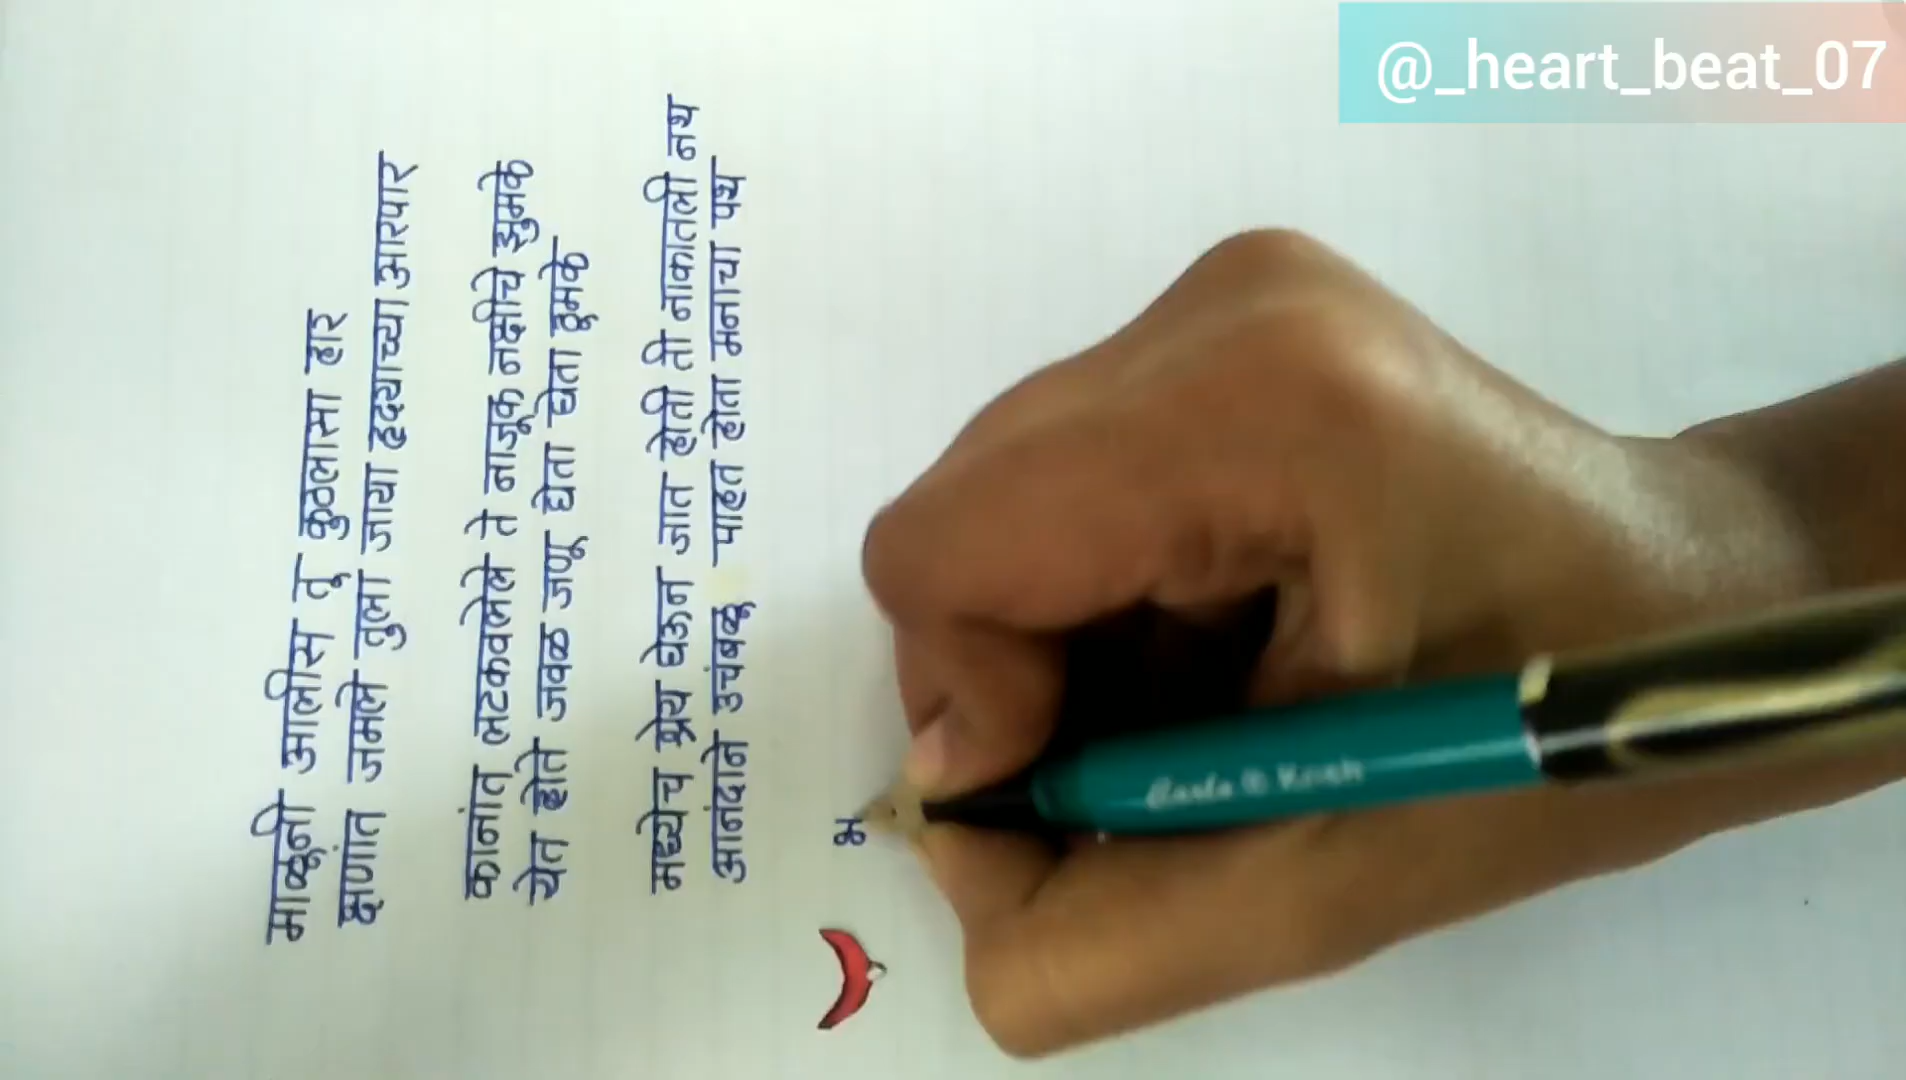 माळूनी आलीस तू कुठलासा हार
क्षणांत जमले तुला जाया हृदयाच्या आरपार
कानांत लटकवलेले ते नाजूक नक्षीचे झुमके
येत होते जवळ जणू घेता घेता ठुमके
मध्येच श्रेय घेऊन जात होती ती नाकातली नथ
आनंदाने उचंबळू पाहत होता मनाचा पथ
भ
@_heart_beat_07